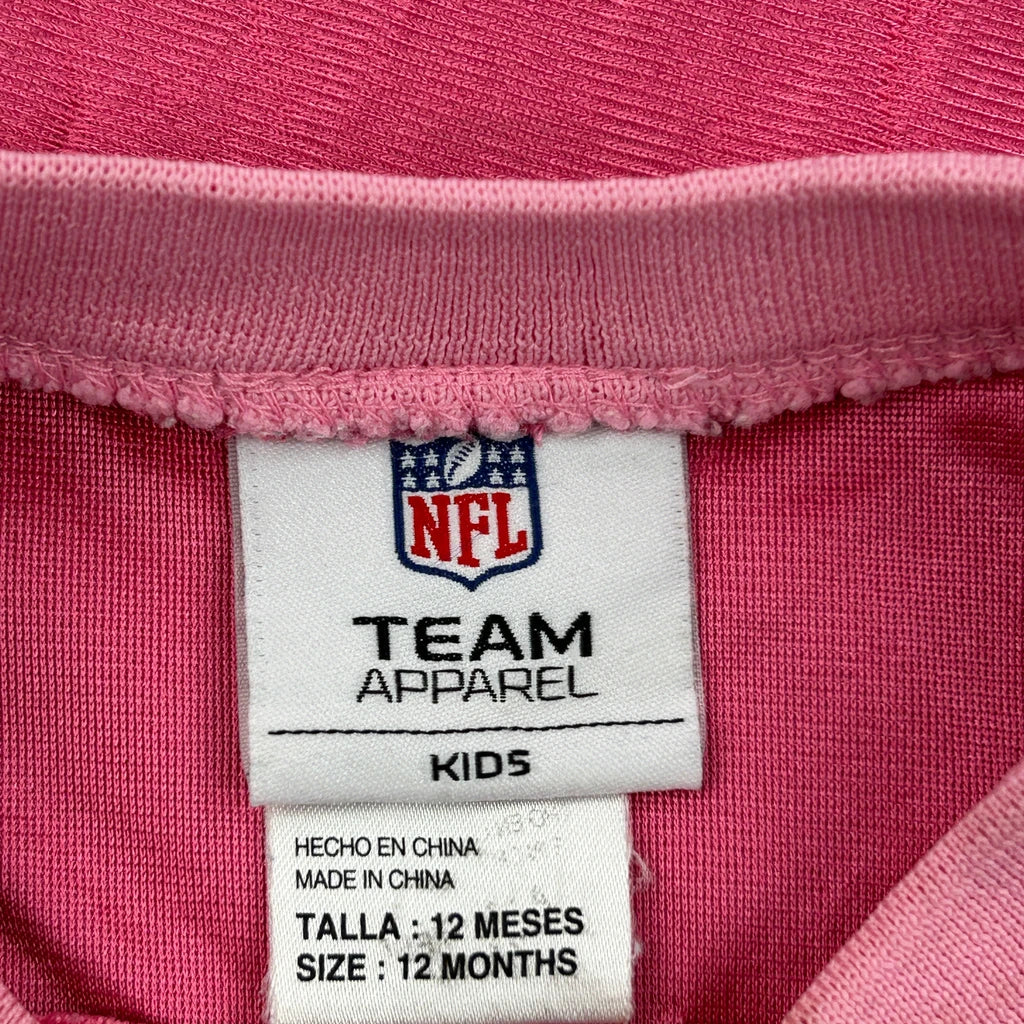 NFL
TEAM
APPAREL
KIDS
HECHO EN CHINA
MADE IN CHINA
TALLA : 12 MESES
SIZE : 12 MONTHS